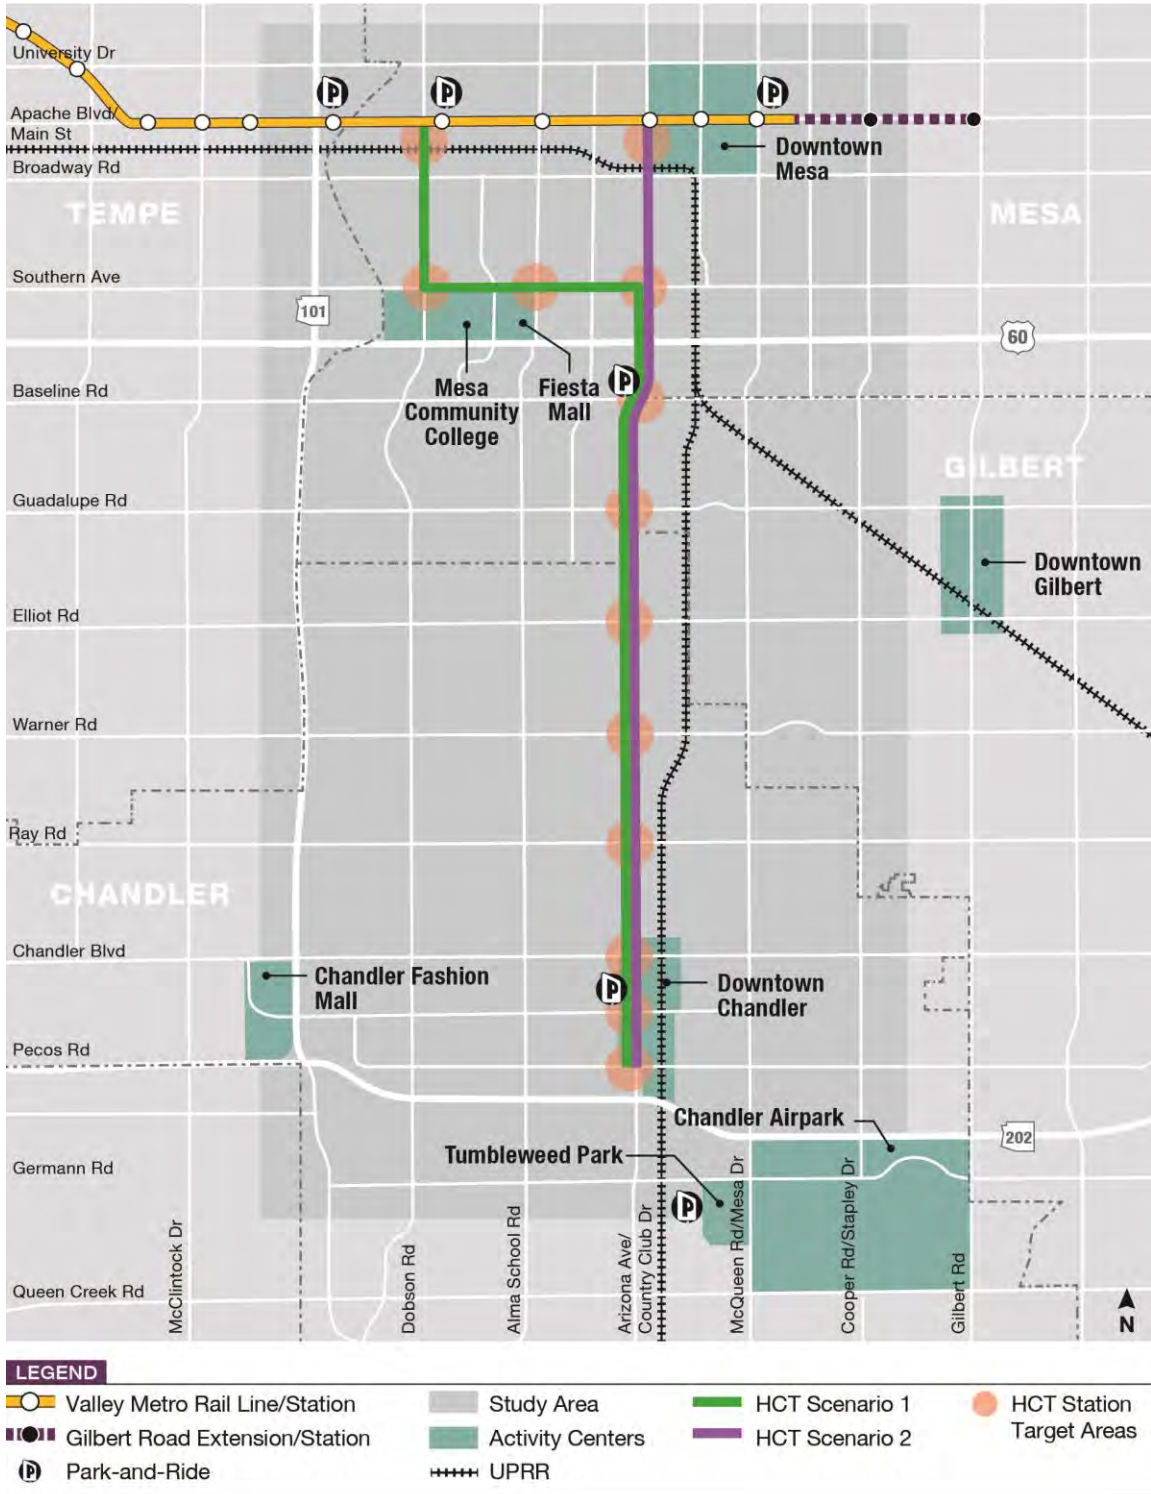 University Dr
Apache Blvd/
Main St
Broadway Rd
Downtown
Mesa
TEMPE
MESA
Southern Ave
101
60
Baseline Rd
Mesa
Community
College
Fiesta
Mall
GILBERT
Guadalupe Rd
Downtown
Gilbert
Elliot Rd
Warner Rd
Ray Rd
CHANDLER
Chandler Blvd
Chandler Fashion
Mall
Downtown
Chandler
Pecos Rd
Chandler Airpark
202
Tumbleweed Park
Germann Rd
McClintock Dr
Dobson Rd
Alma School Rd
Arizona Ave/
Country Club Dr
McQueen Rd/Mesa Dr
Cooper Rd/Stapley Dr
Gilbert Rd
Queen Creek Rd
N
P
P
P
P
P
P
LEGEND
Valley Metro Rail Line/Station
Gilbert Road Extension/Station
P Park-and-Ride
Study Area
Activity Centers
UPRR
HCT Scenario 1
HCT Scenario 2
HCT Station
Target Areas